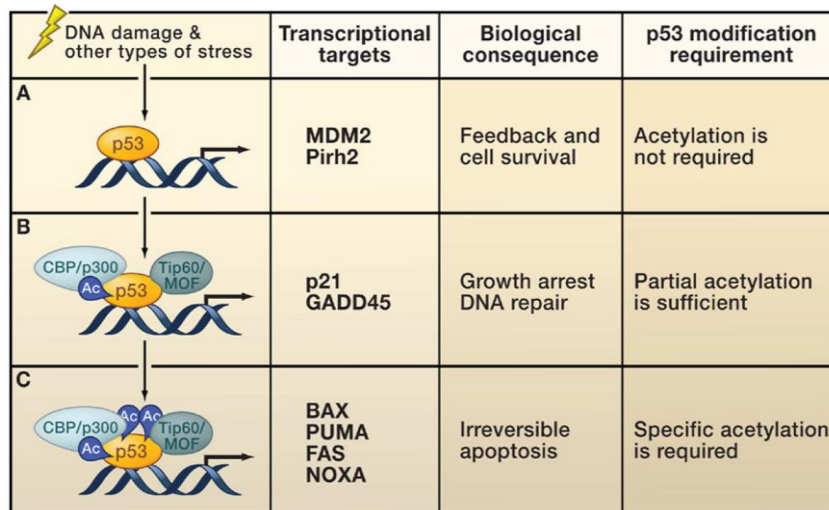 DNA damage &
other types of stress
Transcriptional
targets
Biological
consequence
p53 modification
requirement
A
p53
MDM2
Pirh2
Feedback and
cell survival
Acetylation is
not required
B
CBP/p300
Ac
p53
Tip60/
MOF
p21
GADD45
Growth arrest
DNA repair
Partial acetylation
is sufficient
C
CBP/p300
Ac
Ac
Ac
p53
Tip60/
MOF
BAX
PUMA
FAS
NOXA
Irreversible
apoptosis
Specific acetylation
is required